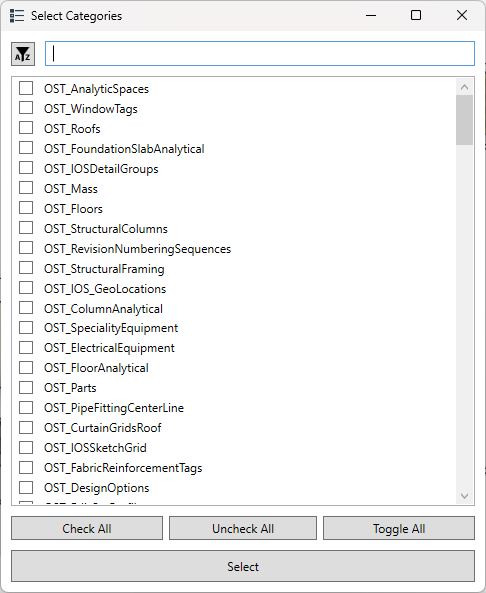 Select Categories
AZ
OST_AnalyticSpaces
OST_WindowTags
OST_Roofs
OST_FoundationSlabAnalytical
OST_IOSDetailGroups
OST_Mass
OST_Floors
OST_StructuralColumns
OST_RevisionNumberingSequences
OST_StructuralFraming
OST_IOS_GeoLocations
OST_ColumnAnalytical
OST_SpecialityEquipment
OST_ElectricalEquipment
OST_FloorAnalytical
OST_Parts
OST_PipeFittingCenterLine
OST_CurtainGridsRoof
OST_IOSSketchGrid
OST_FabricReinforcementTags
OST_DesignOptions
Check All Uncheck All Toggle All
Select